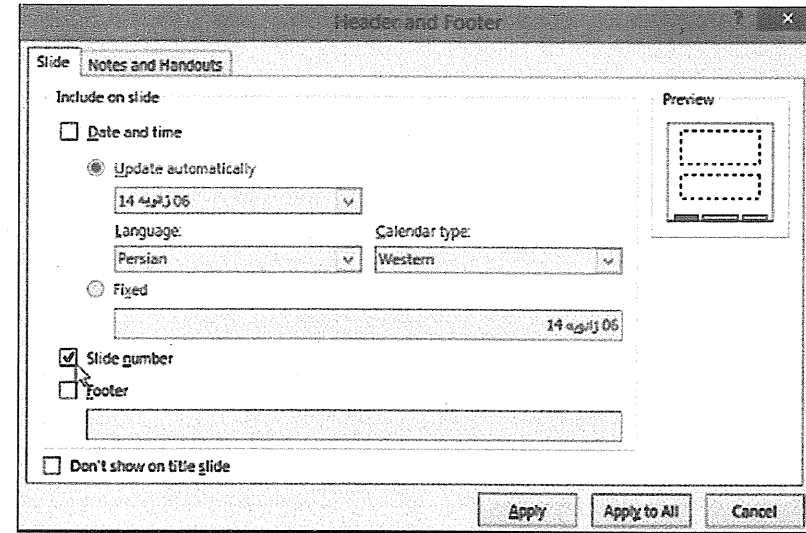 Header and Footer
? ×
Slide Notes and Handouts
Include on slide
Date and time
Update automatically
06 ژانویه 14
Language:
Calendar type:
Persian
Western
Fixed
06 ژانویه 14
Slide number
Footer
Don't show on title slide
Preview
Apply Apply to All Cancel